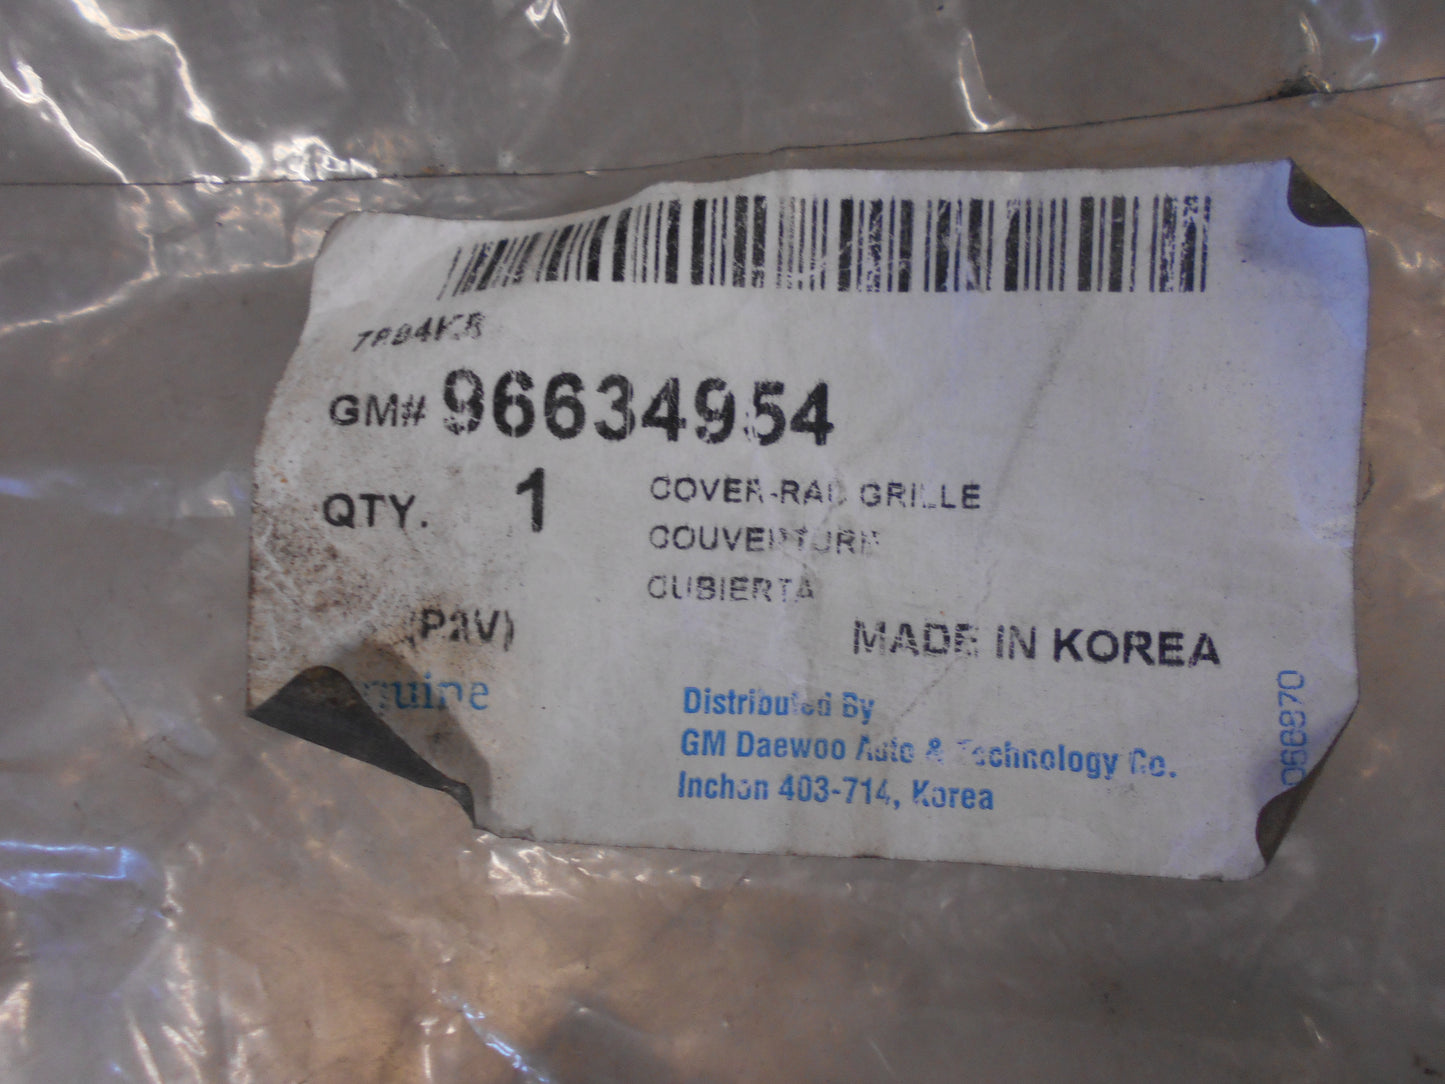 GM# 96634954
QTY. 1
COVER-RAD GRILLE
COUVERTURE
CUBIERTA
(P2V)
MADE IN KOREA
Distributed By
GM Daewoo Auto & Technology Co.
Inchon 403-714, Korea
066870